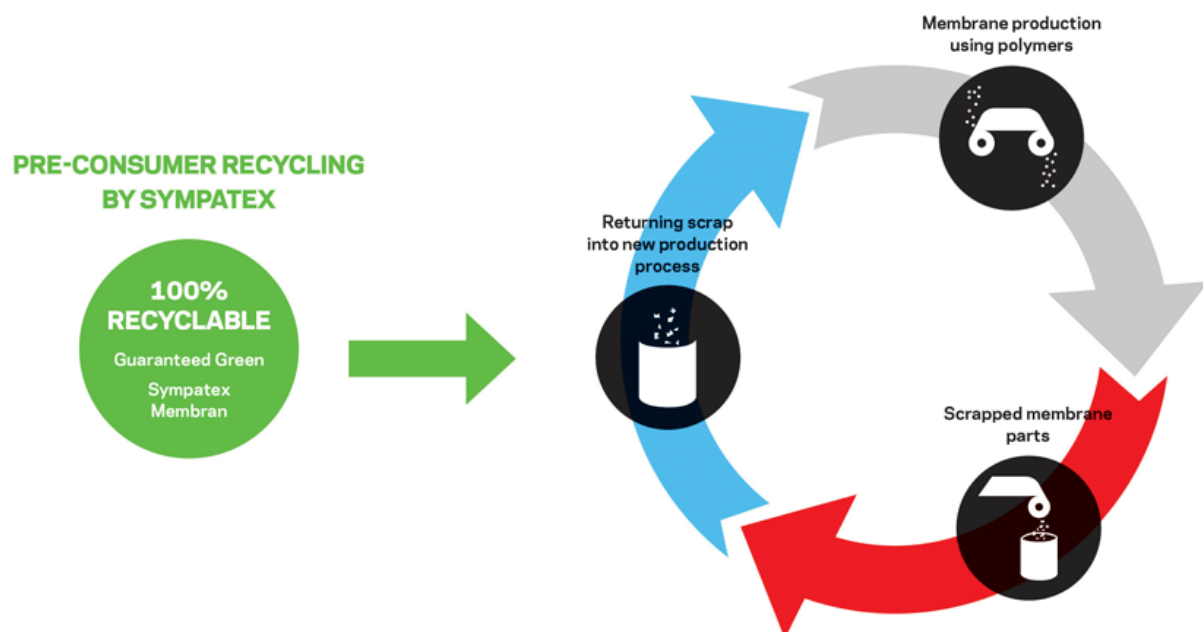 PRE-CONSUMER RECYCLING
BY SYMPATEX
100%
RECYCLABLE
Guaranteed Green
Sympatex
Membran
Membrane production
using polymers
Scrapped membrane
parts
Returning scrap
into new production
process